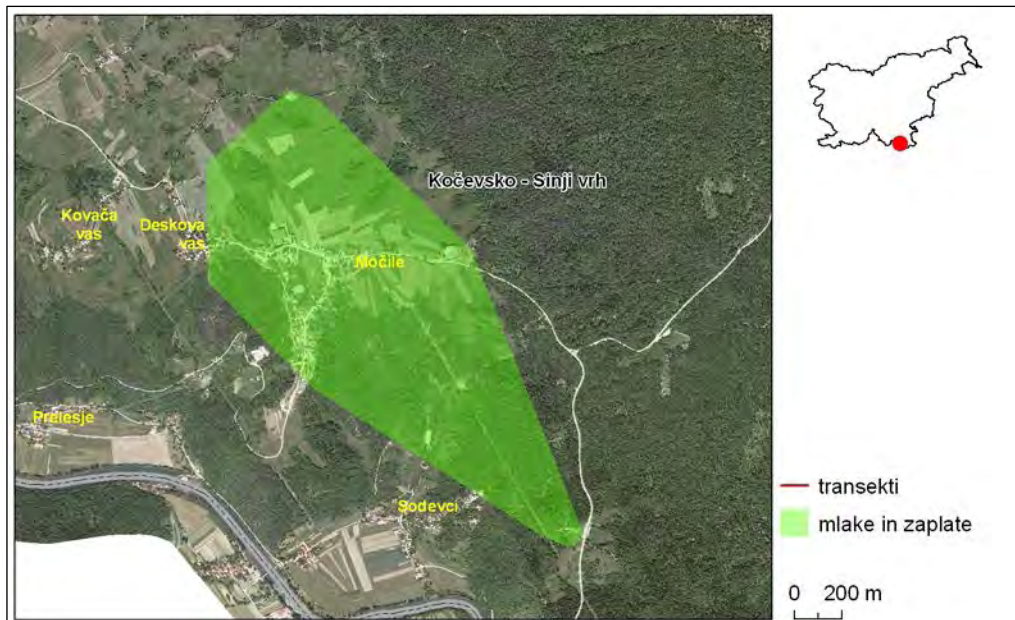 Kočevsko - Sinji vrh
Kovača
vas
Deskova
vas
Močile
Prelesje
Sodevci
transekti
mlake in zaplate
0 200 m